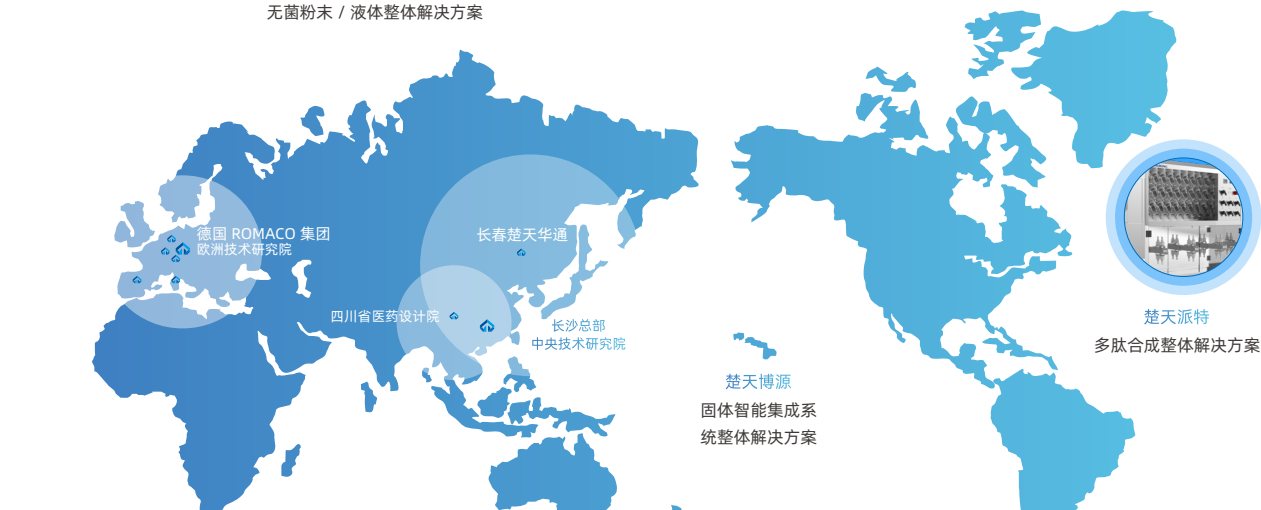 无菌粉末 / 液体整体解决方案
德国 ROMACO 集团
欧洲技术研究院
长春楚天华通
四川省医药设计院
长沙总部
中央技术研究院
楚天博源
固体智能集成系
统整体解决方案
楚天派特
多肽合成整体解决方案